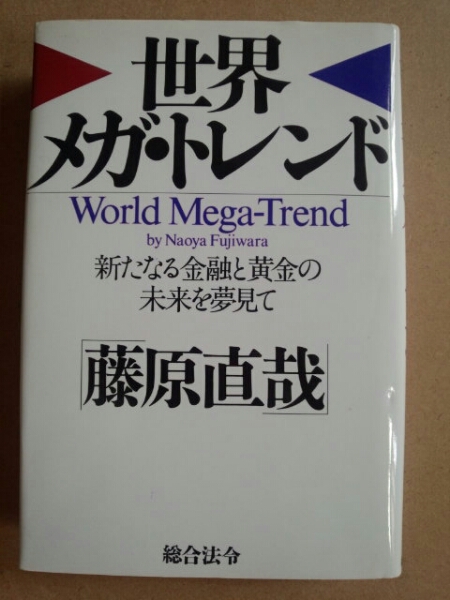 世界
メガ・トレンド
World Mega-Trend
by Naoya Fujiwara
新たなる金融と黄金の
未来を夢見て
「藤原直哉」
総合法令